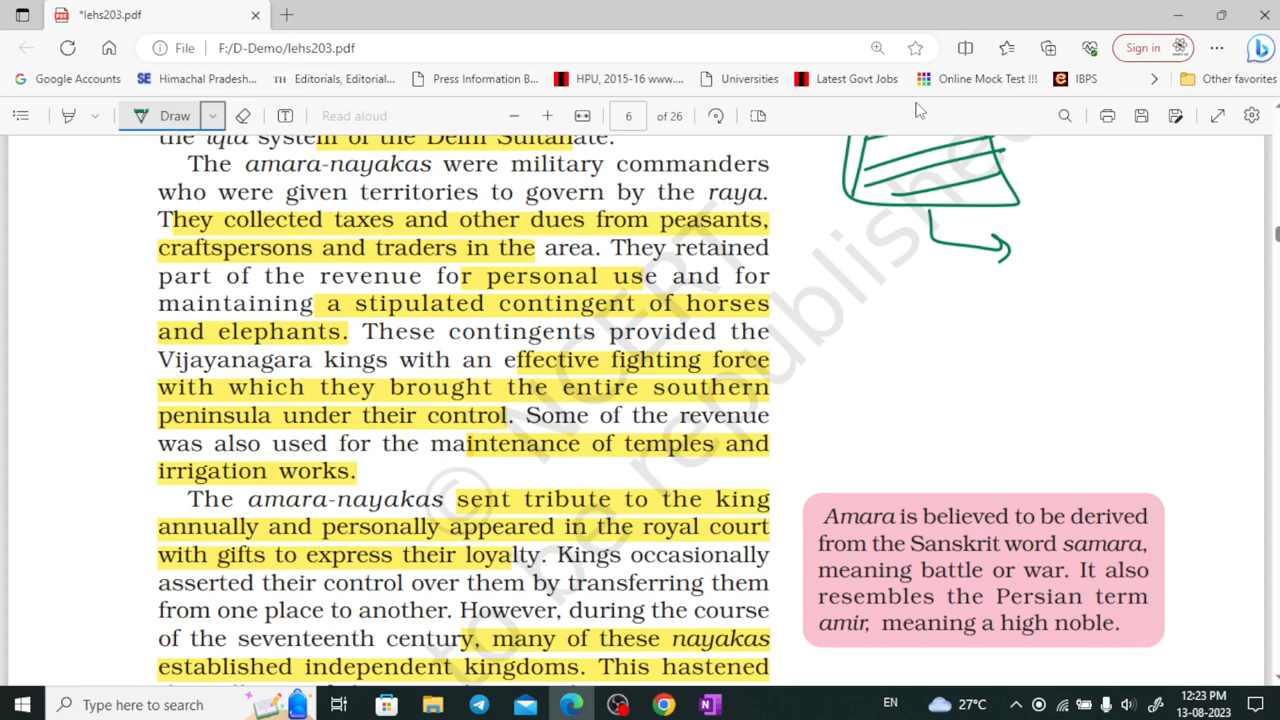 *lehs203.pdf
File F:/D-Demo/lehs203.pdf Sign in
Google Accounts SE Himachal Pradesh... TH Editorials, Editorial... Press Information B... HPU, 2015-16 www.... Universities Latest Govt Jobs Online Mock Test !!! IBPS Other favorites
Draw Read aloud 6 of 26
the iqta system of the Delhi Sultanate.
The amara-nayakas were military commanders
who were given territories to govern by the raya.
They collected taxes and other dues from peasants,
craftspersons and traders in the area. They retained
part of the revenue for personal use and for
maintaining a stipulated contingent of horses
and elephants. These contingents provided the
Vijayanagara kings with an effective fighting force
with which they brought the entire southern
peninsula under their control. Some of the revenue
was also used for the maintenance of temples and
irrigation works.
The amara-nayakas sent tribute to the king
annually and personally appeared in the royal court
with gifts to express their loyalty. Kings occasionally
asserted their control over them by transferring them
from one place to another. However, during the course
of the seventeenth century, many of these nayakas
established independent kingdoms. This hastened
Amara is believed to be derived
from the Sanskrit word samara,
meaning battle or war. It also
resembles the Persian term
amir, meaning a high noble.
© NCERT
to be republished
Type here to search EN 27°C 12:23 PM
13-08-2023